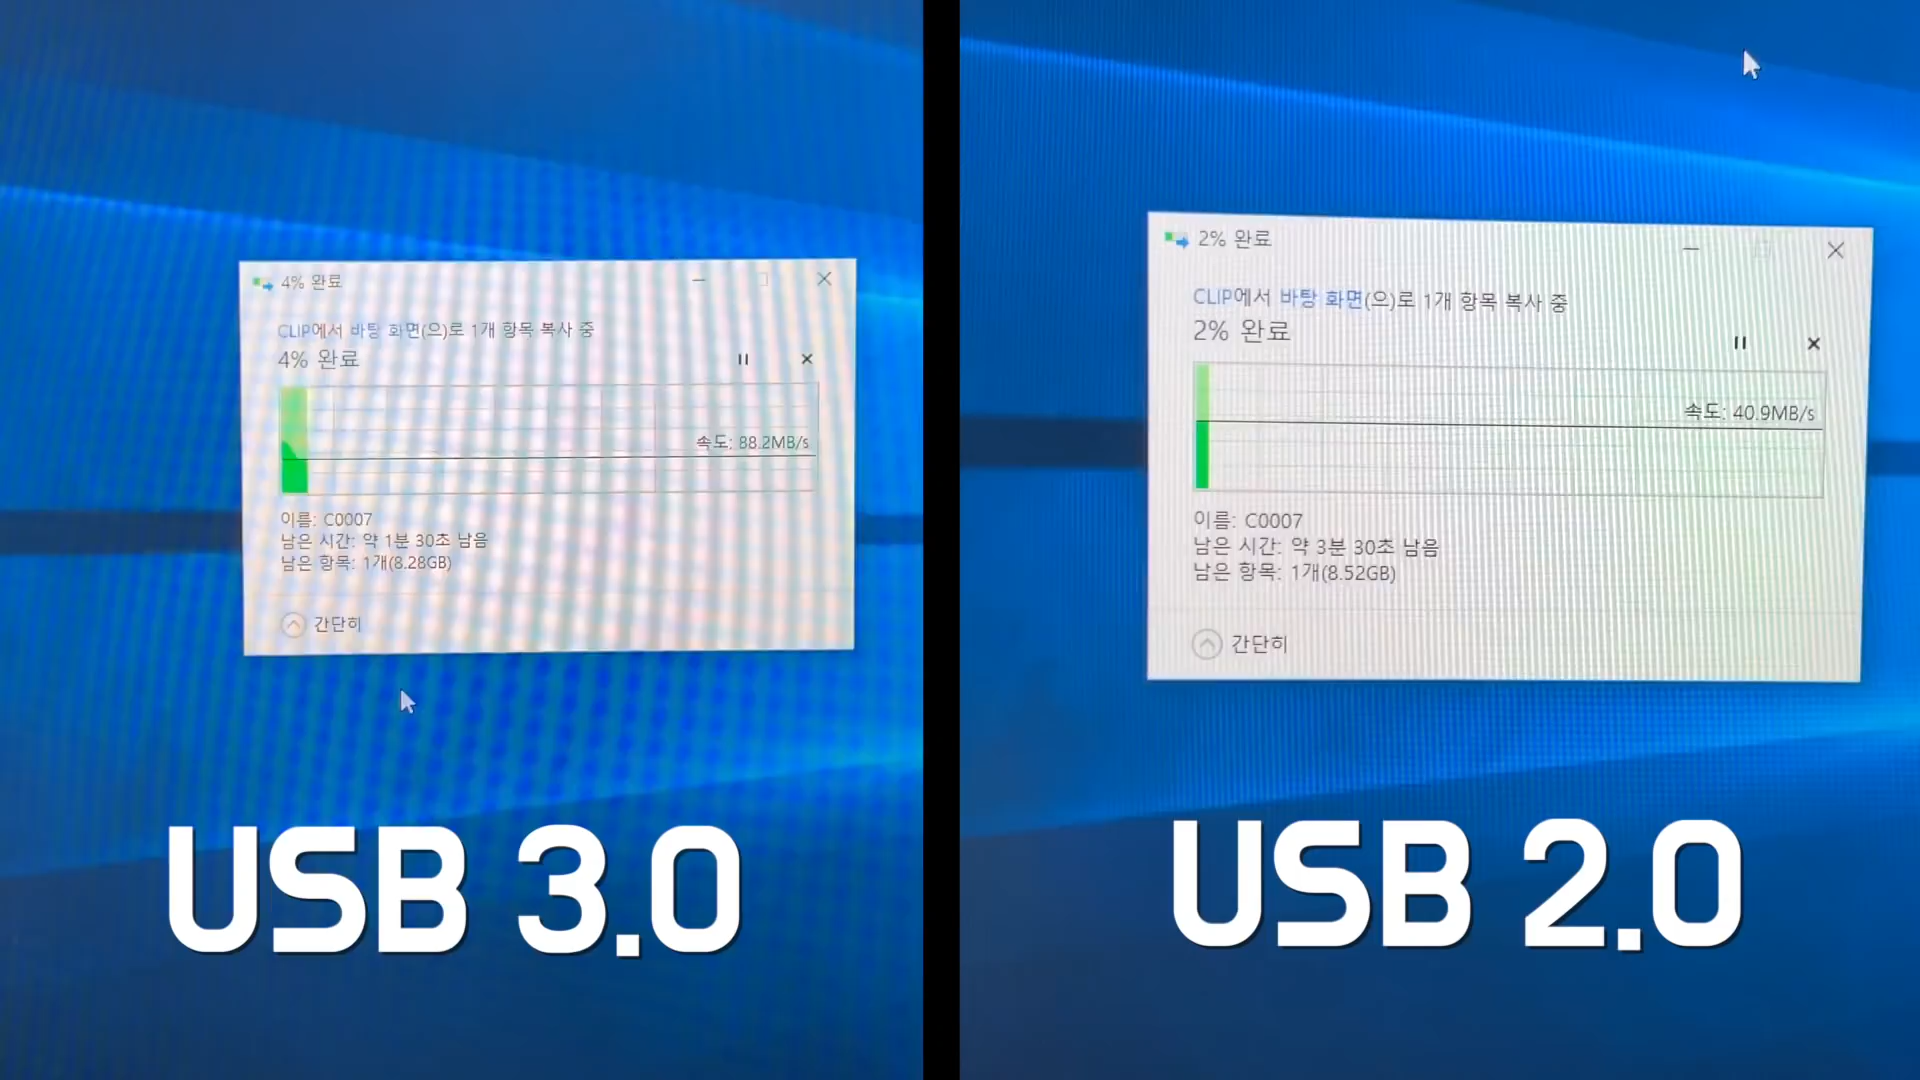 4% 완료
CLIP에서 바탕 화면(으)로 1개 항목 복사 중
4% 완료
속도: 88.2MB/s
이름: C0007
남은 시간: 약 1분 30초 남음
남은 항목: 1개(8.28GB)
간단히
USB 3.0
2% 완료
CLIP에서 바탕 화면(으)로 1개 항목 복사 중
2% 완료
속도: 40.9MB/s
이름: C0007
남은 시간: 약 3분 30초 남음
남은 항목: 1개(8.52GB)
간단히
USB 2.0